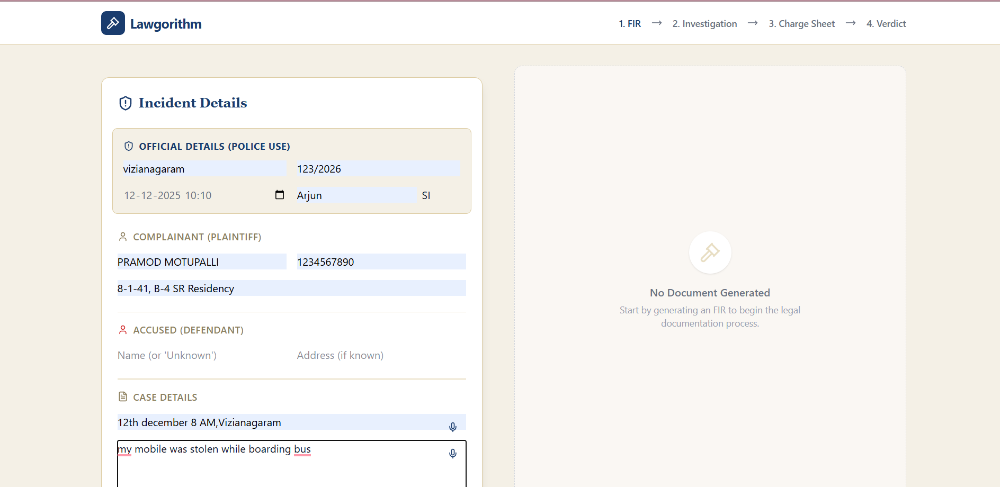 Lawgorithm
1. FIR → 2. Investigation → 3. Charge Sheet → 4. Verdict
Incident Details
OFFICIAL DETAILS (POLICE USE)
vizianagaram 123/2026
12-12-2025 10:10 Arjun SI
COMPLAINANT (PLAINTIFF)
PRAMOD MOTUPALLI 1234567890
8-1-41, B-4 SR Residency
ACCUSED (DEFENDANT)
Name (or 'Unknown') Address (if known)
CASE DETAILS
12th december 8 AM,Vizianagaram
my mobile was stolen while boarding bus
No Document Generated
Start by generating an FIR to begin the legal
documentation process.